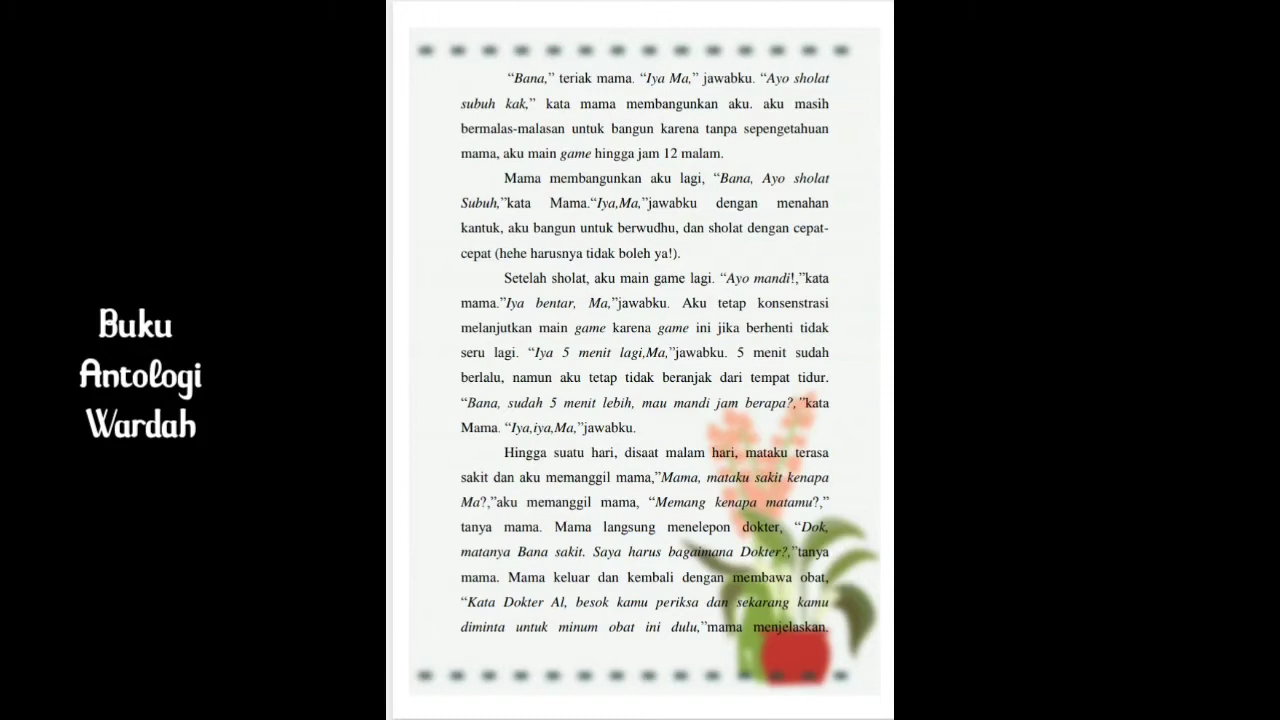 Buku
Antologi
Wardah
“Bana,” teriak mama. “Iya Ma,” jawabku. “Ayo sholat
subuh kak,” kata mama membangunkan aku. aku masih
bermalas-malasan untuk bangun karena tanpa sepengetahuan
mama, aku main game hingga jam 12 malam.
Mama membangunkan aku lagi, “Bana, Ayo sholat
Subuh,”kata Mama.“Iya,Ma,”jawabku dengan menahan
kantuk, aku bangun untuk berwudhu, dan sholat dengan cepat-
cepat (hehe harusnya tidak boleh ya!).
Setelah sholat, aku main game lagi. “Ayo mandi!,”kata
mama.”Iya bentar, Ma,”jawabku. Aku tetap konsenstrasi
melanjutkan main game karena game ini jika berhenti tidak
seru lagi. “Iya 5 menit lagi,Ma,”jawabku. 5 menit sudah
berlalu, namun aku tetap tidak beranjak dari tempat tidur.
“Bana, sudah 5 menit lebih, mau mandi jam berapa?,”kata
Mama. “Iya,iya,Ma,”jawabku.
Hingga suatu hari, disaat malam hari, mataku terasa
sakit dan aku memanggil mama,”Mama, mataku sakit kenapa
Ma?,”aku memanggil mama, “Memang kenapa matamu?,”
tanya mama. Mama langsung menelepon dokter, “Dok,
matanya Bana sakit. Saya harus bagaimana Dokter?,”tanya
mama. Mama keluar dan kembali dengan membawa obat,
“Kata Dokter Al, besok kamu periksa dan sekarang kamu
diminta untuk minum obat ini dulu,”mama menjelaskan.